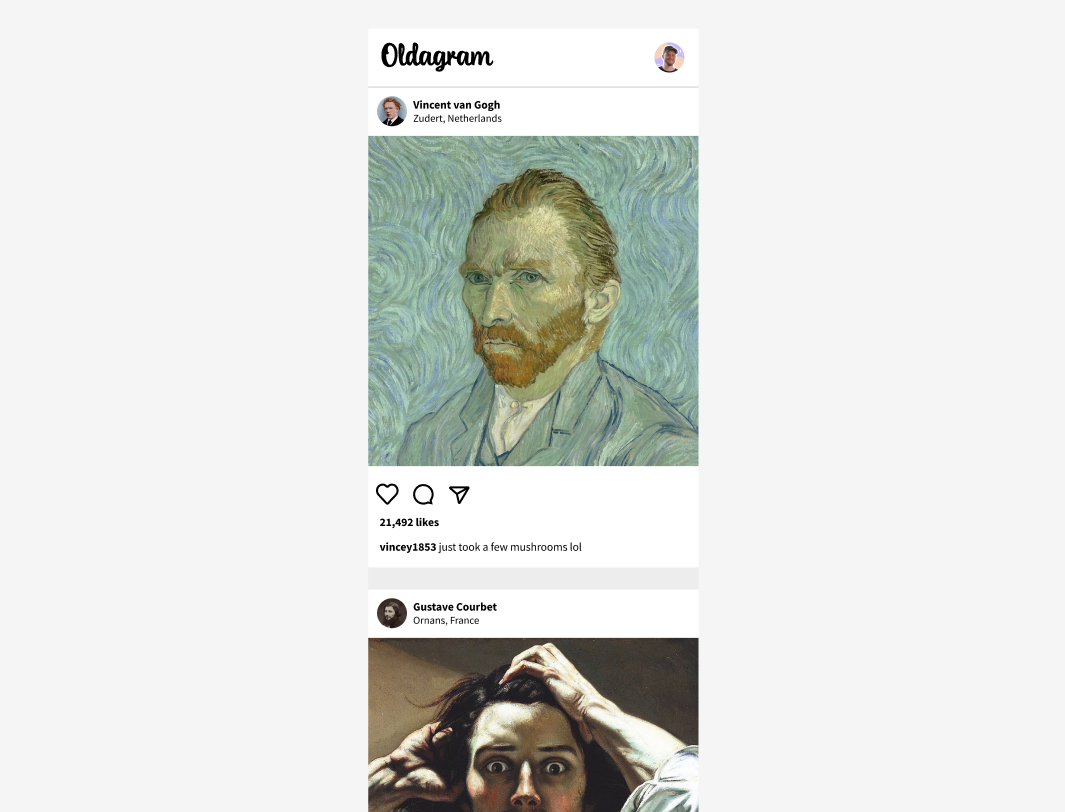 Oldagram
Vincent van Gogh
Zudert, Netherlands
21,492 likes
vincey1853 just took a few mushrooms lol
Gustave Courbet
Ornans, France